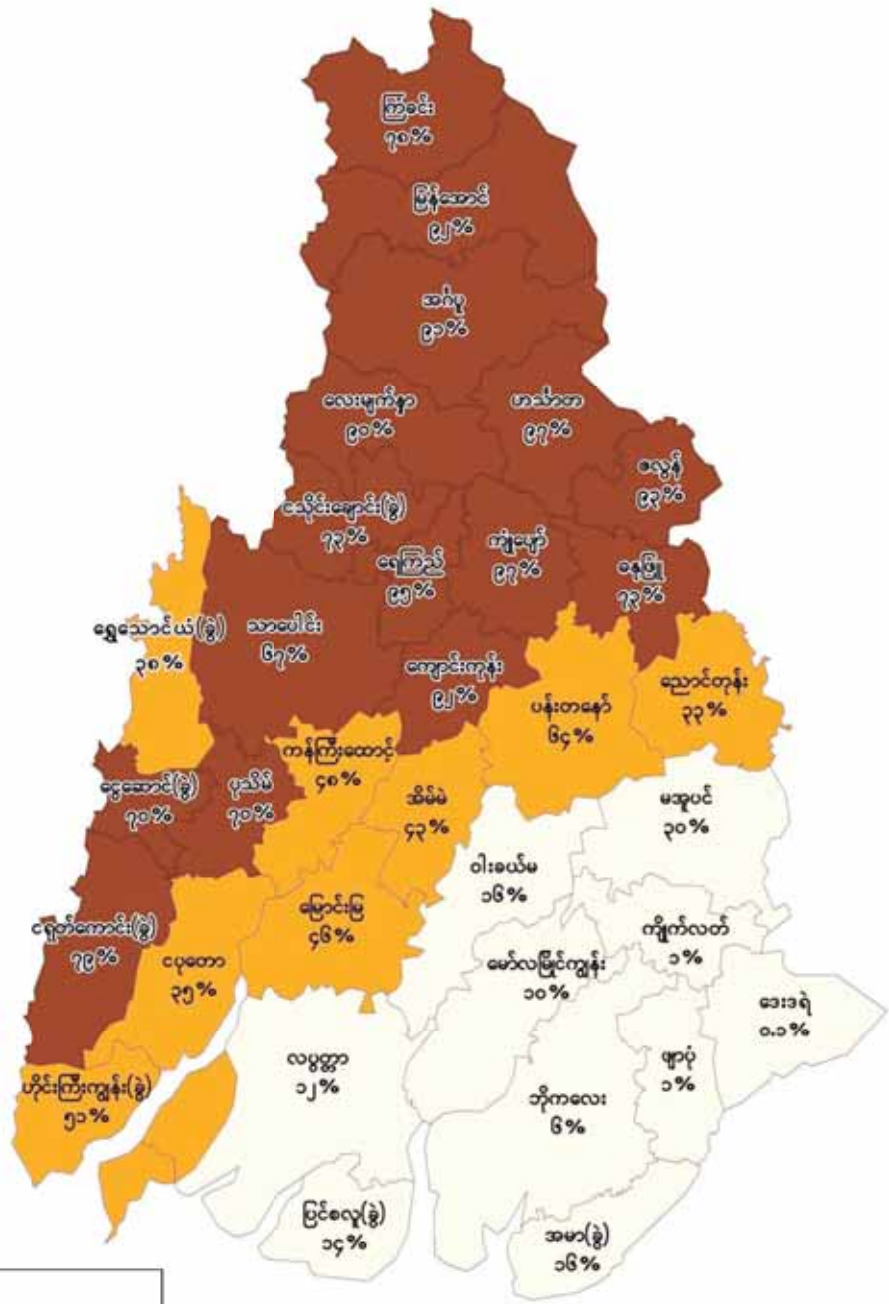 ကြံခင်း
၇၈%
မြန်အောင်
၉၂%
အင်္ဂပူ
၉၁%
လေးမျက်နှာ
၉၀%
ဟင်္သာတ
၉၇%
ဇလွန်
၉၃%
ငသိုင်းချောင်း(ခွဲ)
၇၃%
ရေကြည်
၉၅%
ကျုံပျော်
၉၇%
ဓနုဖြူ
၇၃%
ရွှေသောင်ယံ(ခွဲ)
၃၈%
သာပေါင်း
၆၇%
ကျောင်းကုန်း
၉၂%
ပန်းတနော်
၆၄%
ညောင်တုန်း
၃၃%
ကန်ကြီးထောင့်
၄၈%
ငွေဆောင်(ခွဲ)
၇၀%
ပုသိမ်
၇၀%
အိမ်မဲ
၄၃%
မအူပင်
၃၀%
ဝါးခယ်မ
၁၆%
ငရုတ်ကောင်း(ခွဲ)
၇၉%
မြောင်းမြ
၄၆%
ငပုတော
၃၅%
ကျိုက်လတ်
၁%
မော်လမြိုင်ကျွန်း
၁၀%
ဒေးဒရဲ
၀.၁%
ဟိုင်းကြီးကျွန်း(ခွဲ)
၅၁%
လပွတ္တာ
၁၂%
ဖျာပုံ
၁%
ဘိုကလေး
၆%
ပြင်စလူ(ခွဲ)
၁၄%
အမာ(ခွဲ)
၁၆%